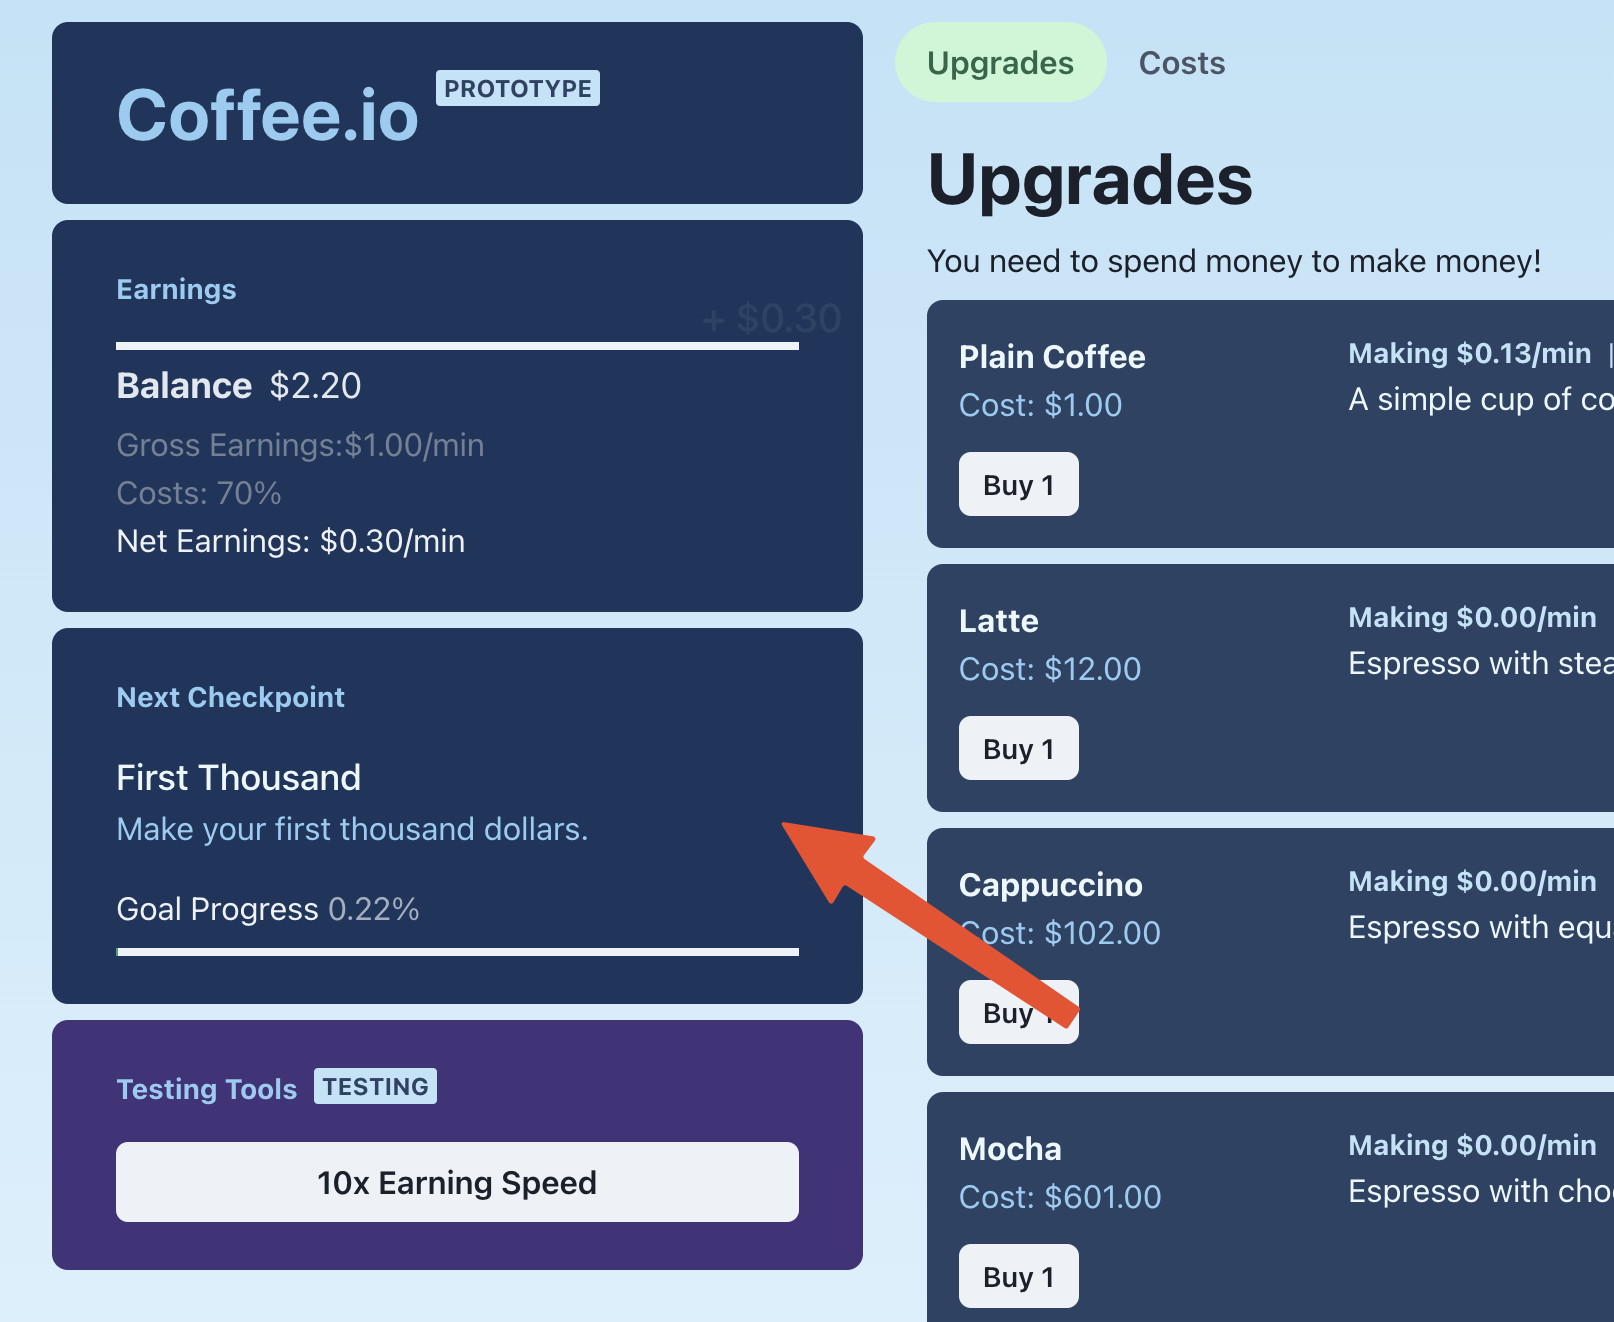 Coffee.io PROTOTYPE
Earnings
+ $0.30
Balance $2.20
Gross Earnings:$1.00/min
Costs: 70%
Net Earnings: $0.30/min
Next Checkpoint
First Thousand
Make your first thousand dollars.
Goal Progress 0.22%
Testing Tools TESTING
10x Earning Speed
Upgrades Costs
Upgrades
You need to spend money to make money!
Plain Coffee
Cost: $1.00
Buy 1
Making $0.13/min |
A simple cup of co
Latte
Cost: $12.00
Buy 1
Making $0.00/min
Espresso with stea
Cappuccino
Cost: $102.00
Buy 1
Making $0.00/min
Espresso with equ
Mocha
Cost: $601.00
Buy 1
Making $0.00/min
Espresso with cho